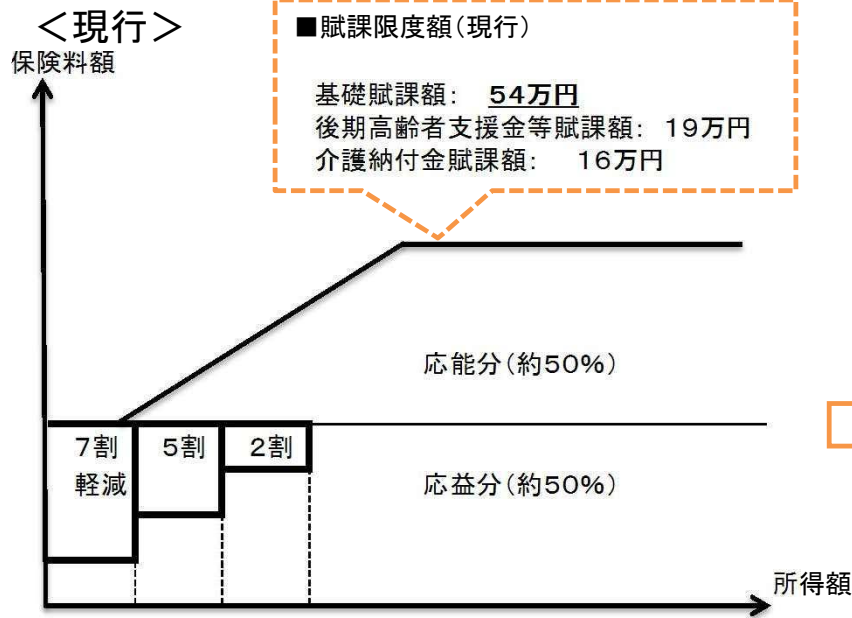 ＜現行＞
保険料額
■賦課限度額（現行）
基礎賦課額： 54万円
後期高齢者支援金等賦課額： 19万円
介護納付金賦課額： 16万円
応能分（約50％）
7割
軽減
5割
2割
応益分（約50％）
所得額